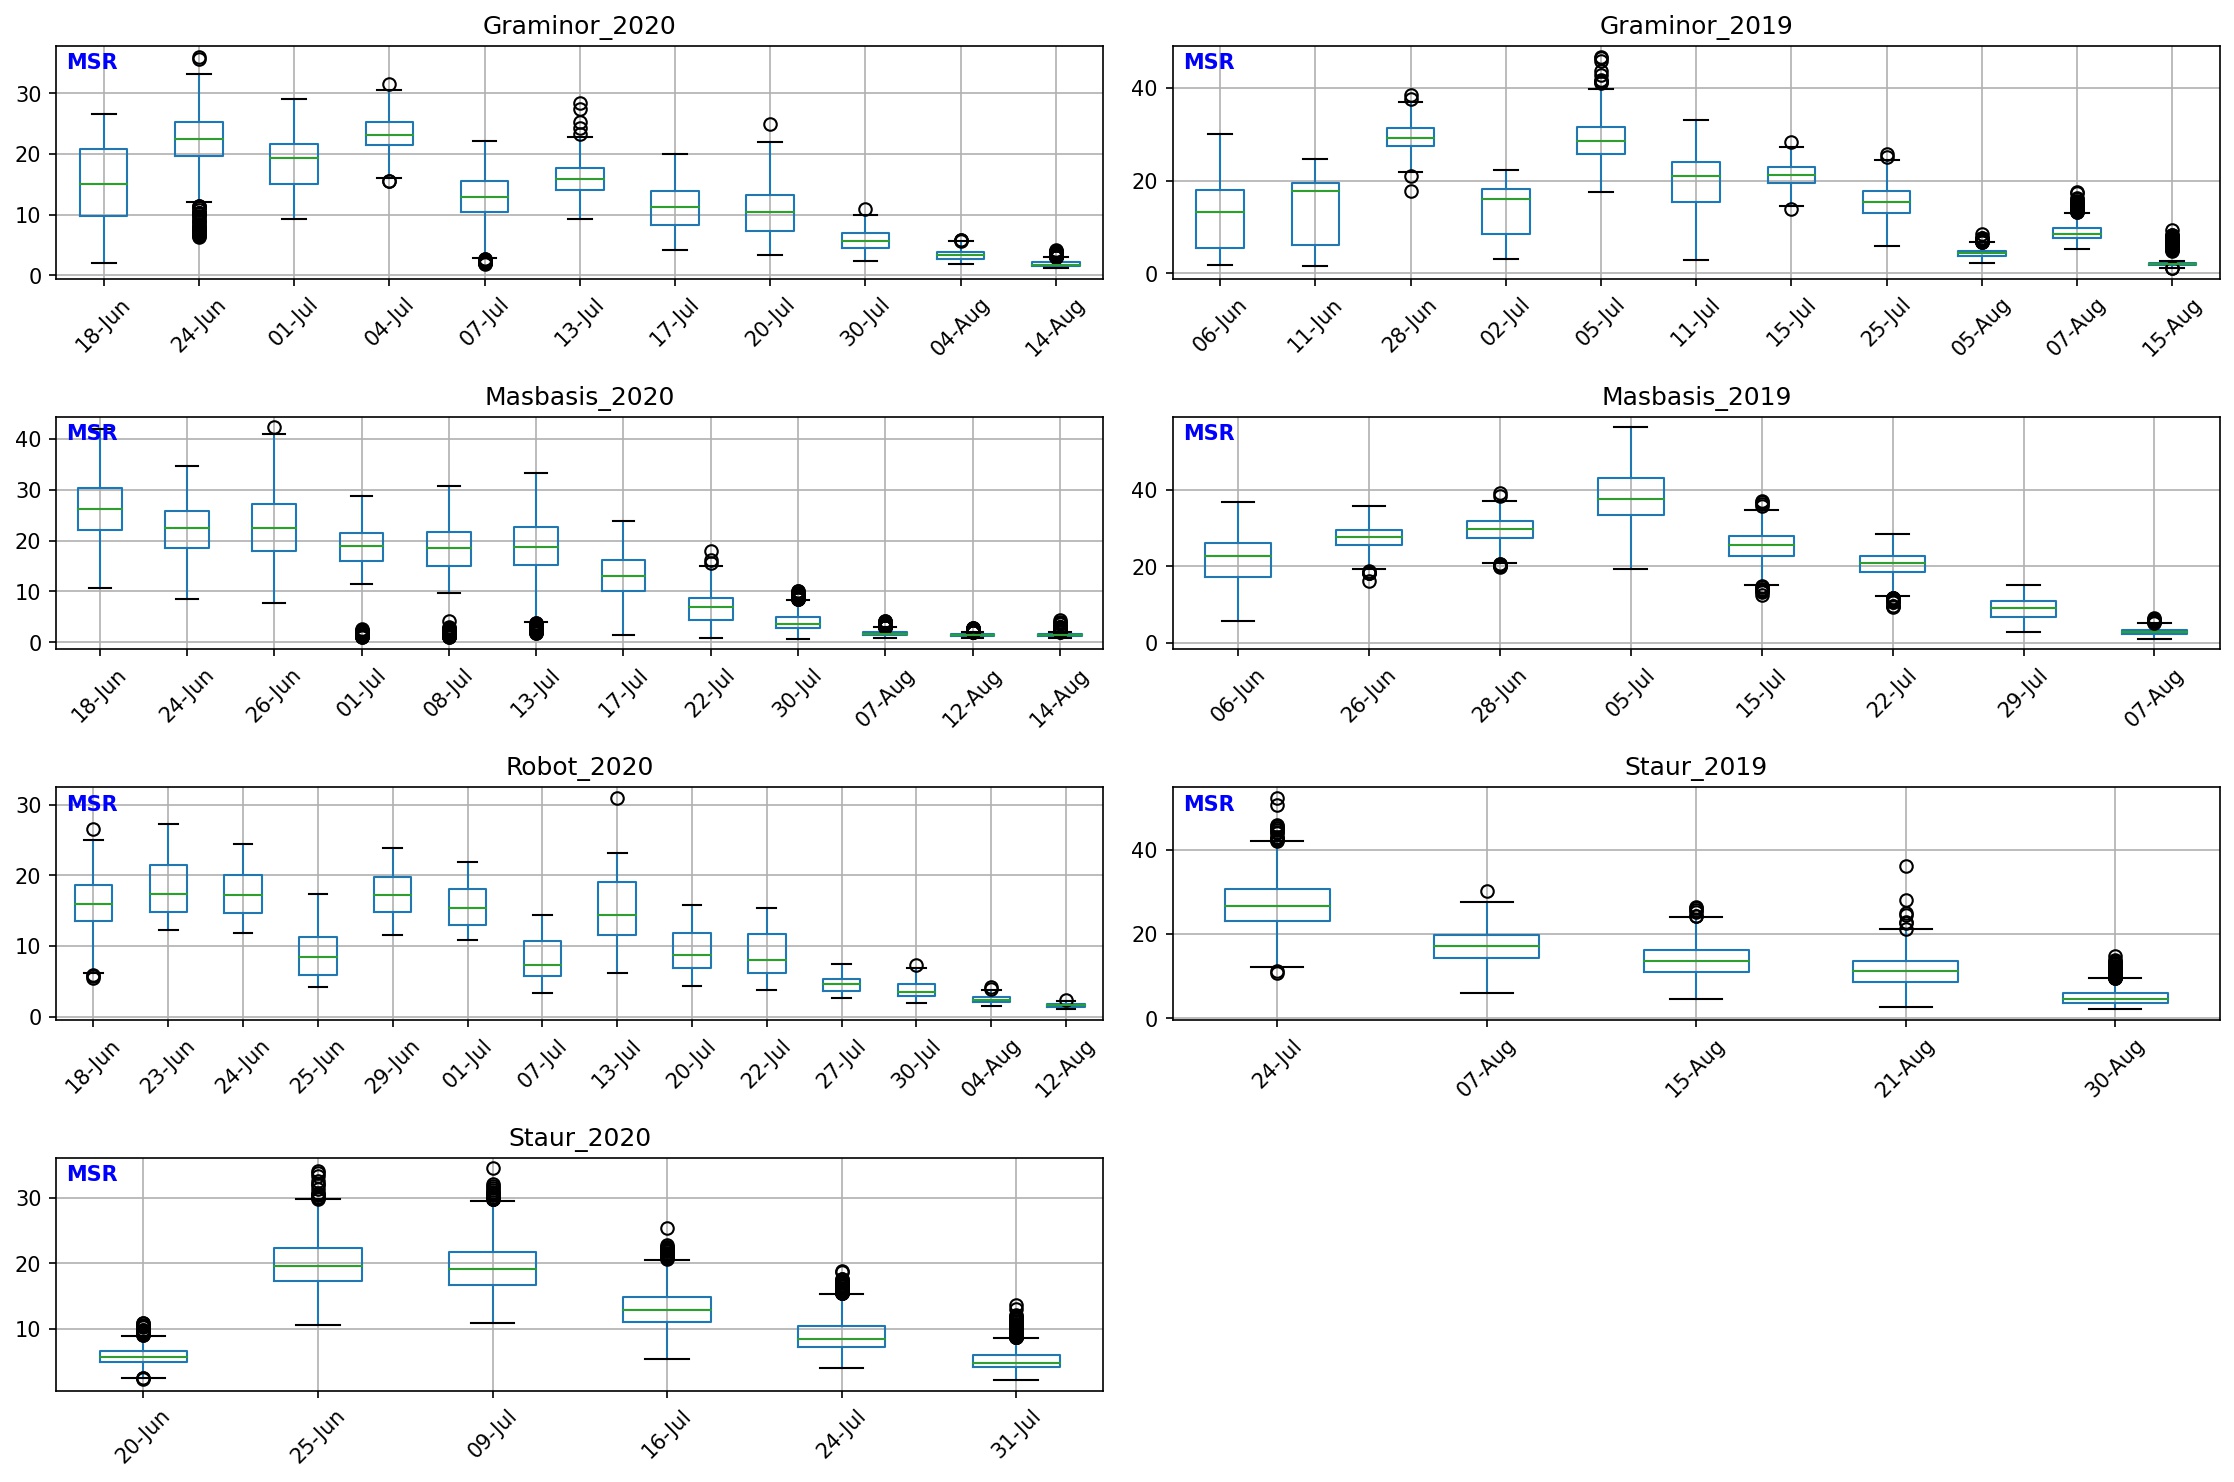 Graminor_2020
MSR
30
20
10
0
18-Jun 24-Jun 01-Jul 04-Jul 07-Jul 13-Jul 17-Jul 20-Jul 30-Jul 04-Aug 14-Aug
Graminor_2019
MSR
40
20
0
06-Jun 11-Jun 28-Jun 02-Jul 05-Jul 11-Jul 15-Jul 25-Jul 05-Aug 07-Aug 15-Aug
Masbasis_2020
MSR
40
30
20
10
0
18-Jun 24-Jun 26-Jun 01-Jul 08-Jul 13-Jul 17-Jul 22-Jul 30-Jul 07-Aug 12-Aug 14-Aug
Masbasis_2019
MSR
40
20
0
06-Jun 26-Jun 28-Jun 05-Jul 15-Jul 22-Jul 29-Jul 07-Aug
Robot_2020
MSR
30
20
10
0
18-Jun 23-Jun 24-Jun 25-Jun 29-Jun 01-Jul 07-Jul 13-Jul 20-Jul 22-Jul 27-Jul 30-Jul 04-Aug 12-Aug
Staur_2019
MSR
40
20
0
24-Jul 07-Aug 15-Aug 21-Aug 30-Aug
Staur_2020
MSR
30
20
10
20-Jun 25-Jun 09-Jul 16-Jul 24-Jul 31-Jul